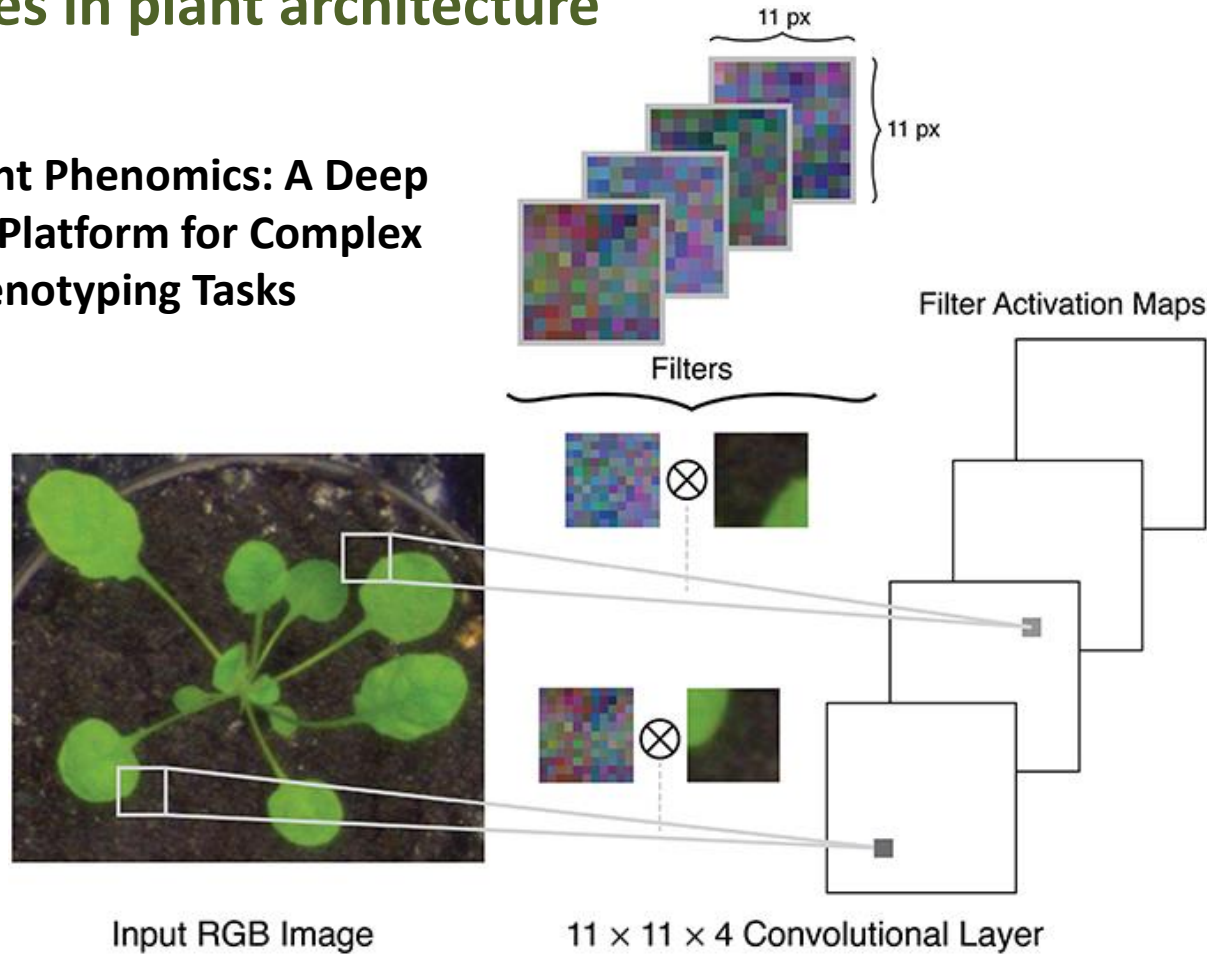 es in plant architecture
11 px
11 px
nt Phenomics: A Deep
Platform for Complex
enotyping Tasks
Filter Activation Maps
Filters
Input RGB Image
11 × 11 × 4 Convolutional Layer